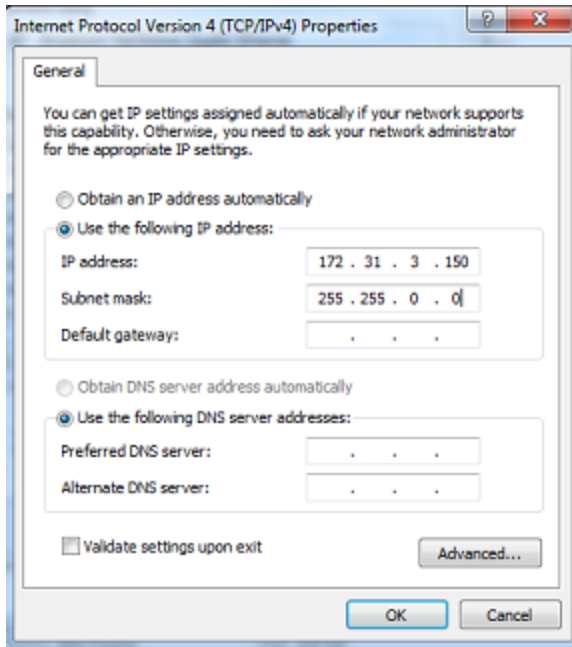 Internet Protocol Version 4 (TCP/IPv4) Properties
?
X
General
You can get IP settings assigned automatically if your network supports
this capability. Otherwise, you need to ask your network administrator
for the appropriate IP settings.
Obtain an IP address automatically
Use the following IP address:
IP address: 172 . 31 . 3 . 150
Subnet mask: 255 . 255 . 0 . 0
Default gateway: . . .
Obtain DNS server address automatically
Use the following DNS server addresses:
Preferred DNS server: . . .
Alternate DNS server: . . .
Validate settings upon exit
Advanced...
OK Cancel